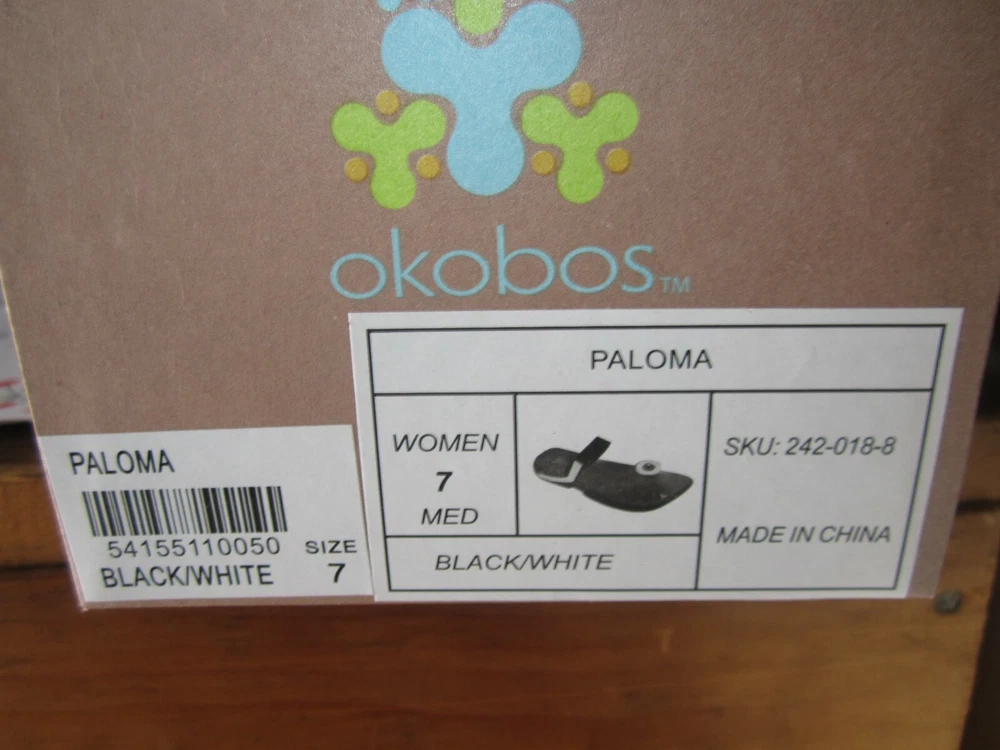 okobos™
PALOMA
WOMEN
7
MED
SKU: 242-018-8
MADE IN CHINA
BLACK/WHITE
PALOMA
54155110050
SIZE
BLACK/WHITE
7